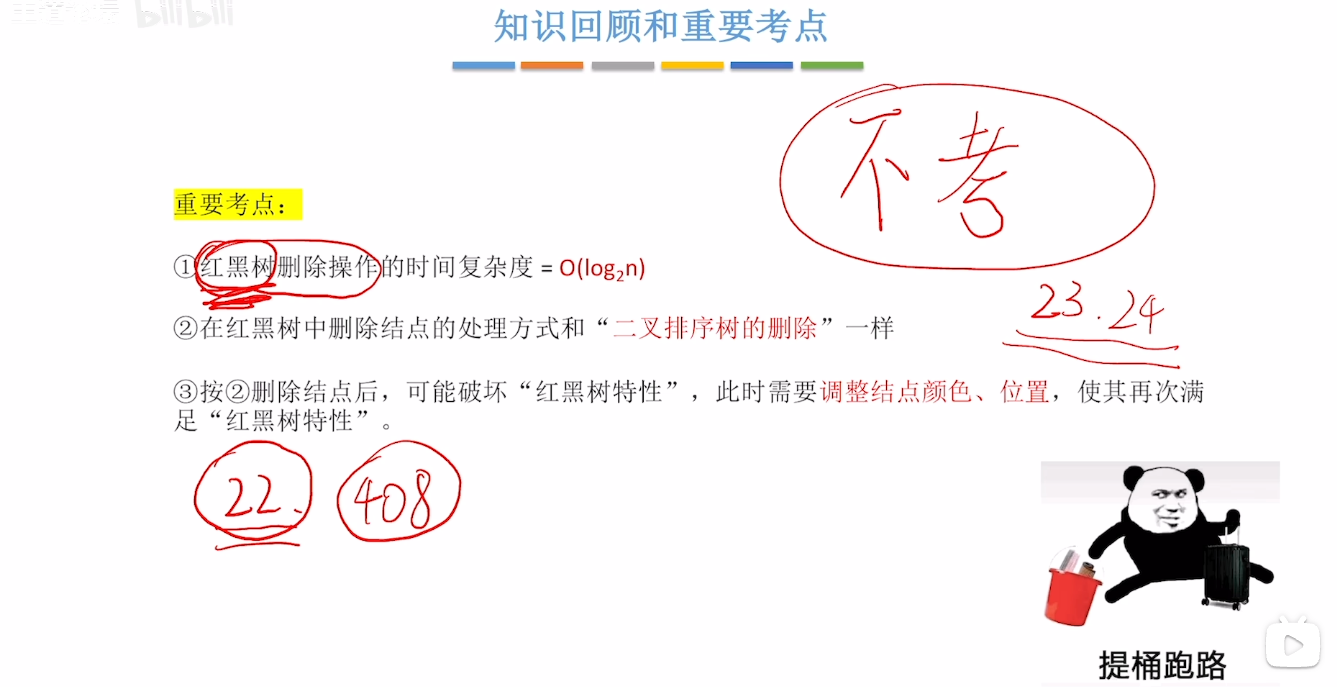 bilibili
知识回顾和重要考点
不考
重要考点：
①红黑树删除操作的时间复杂度 = O(log₂n)
23.24
②在红黑树中删除结点的处理方式和“二叉排序树的删除”一样
③按②删除结点后，可能破坏“红黑树特性”，此时需要调整结点颜色、位置，使其再次满
足“红黑树特性”。
22. 408
提桶跑路